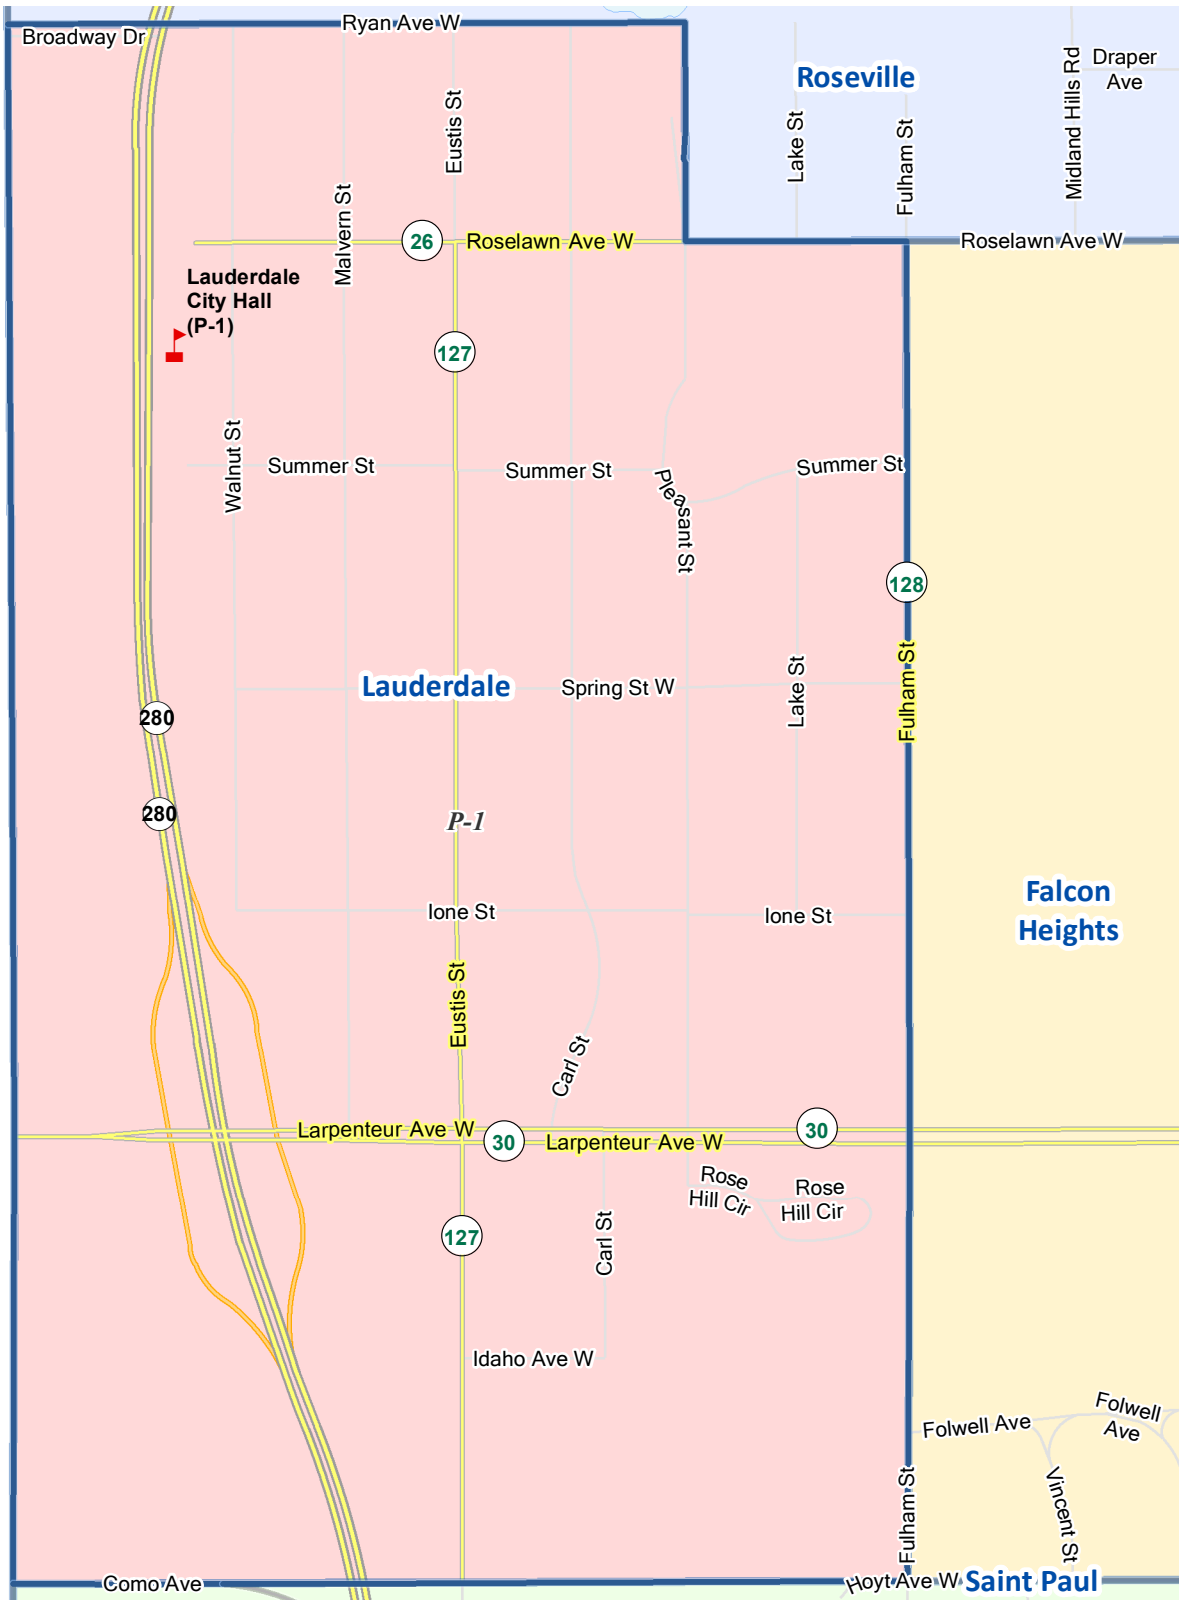 Ryan Ave W
Broadway Dr
Roseville
Draper
Ave
Midland Hills Rd
Eustis St
Lake St
Fulham St
Malvern St
26
Roselawn Ave W
Roselawn Ave W
Lauderdale
City Hall
(P-1)
127
Walnut St
Summer St
Summer St
Summer St
Pleasant St
128
Fulham St
Lauderdale
Spring St W
Lake St
280
280
P-1
Falcon
Heights
Ione St
Ione St
Eustis St
Carl St
Larpenteur Ave W
30
Larpenteur Ave W
30
Rose
Hill Cir
Rose
Hill Cir
127
Carl St
Idaho Ave W
Folwell Ave
Folwell
Ave
Vincent St
Fulham St
Como Ave
Hoyt Ave W
Saint Paul